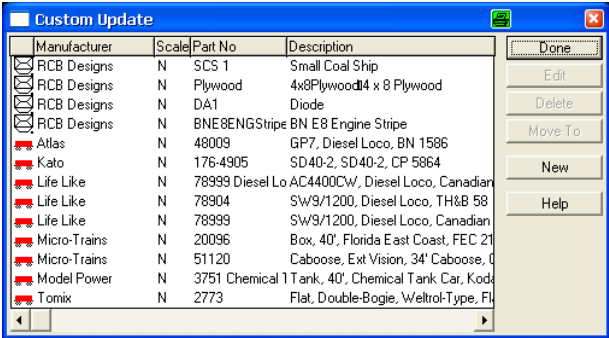 Custom Update
Manufacturer Scale Part No Description
RCB Designs N SCS 1 Small Coal Ship
RCB Designs N Plywood 4x8Plywood 4 x 8 Plywood
RCB Designs N DA1 Diode
RCB Designs N BNE8ENGStripe BN E8 Engine Stripe
Atlas N 48009 GP7, Diesel Loco, BN 1586
Kato N 176-4905 SD40-2, SD40-2, CP 5864
Life Like N 78999 Diesel Lo AC4400CW, Diesel Loco, Canadian
Life Like N 78904 SW9/1200, Diesel Loco, TH&B 58
Life Like N 78999 SW9/1200, Diesel Loco, Canadian
Micro-Trains N 20096 Box, 40', Florida East Coast, FEC 21
Micro-Trains N 51120 Caboose, Ext Vision, 34' Caboose, (
Model Power N 3751 Chemical T Tank, 40', Chemical Tank Car, Koda
Tomix N 2773 Flat, Double-Bogie, Weltrol-Type, Fl
Done
Edit
Delete
Move To
New
Help